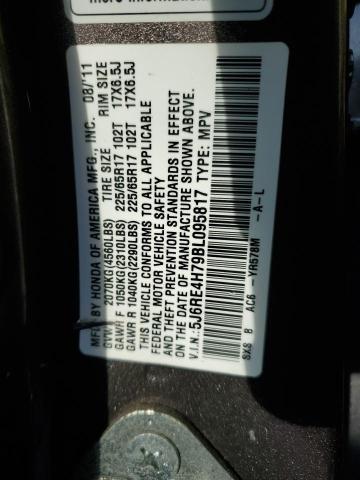 more information
MFD BY HONDA OF AMERICA MFG., INC. 08/'11
GVWR 2070KG(4560LBS) TIRE SIZE RIM SIZE
GAWR F 1050KG(2310LBS) 225/65R17 102T 17X6.5J
GAWR R 1040KG(2290LBS) 225/65R17 102T 17X6.5J
THIS VEHICLE CONFORMS TO ALL APPLICABLE
FEDERAL MOTOR VEHICLE SAFETY
AND THEFT PREVENTION STANDARDS IN EFFECT
ON THE DATE OF MANUFACTURE SHOWN ABOVE.
V.I.N.: 5J6RE4H79BL095817 TYPE: MPV
SXS 8 AC6 -YR578M -A-L